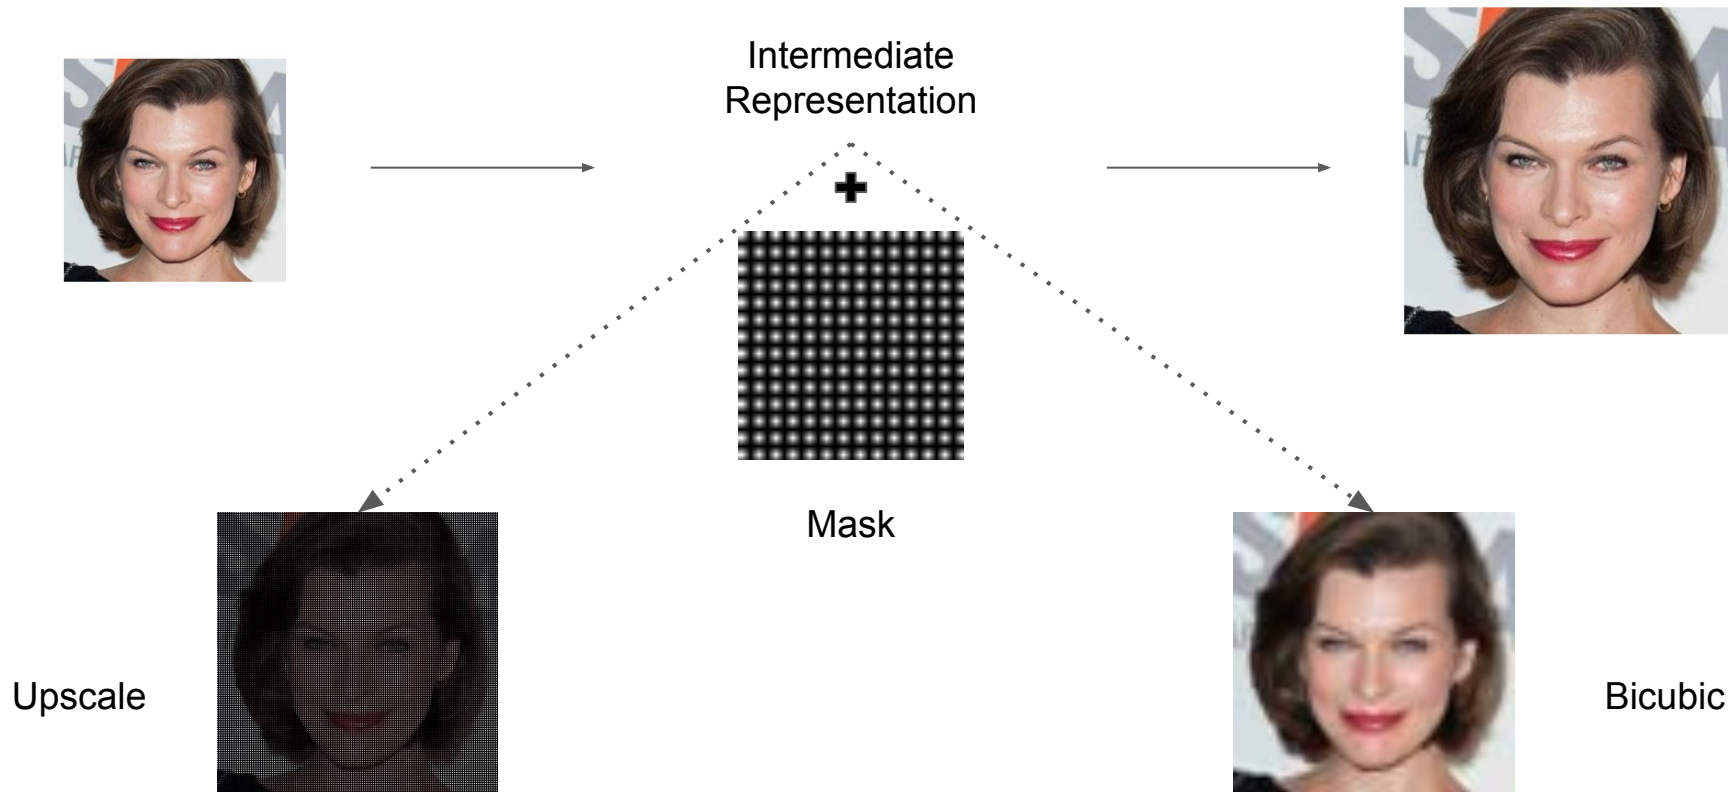 Intermediate
Representation
Mask
Upscale
Bicubic